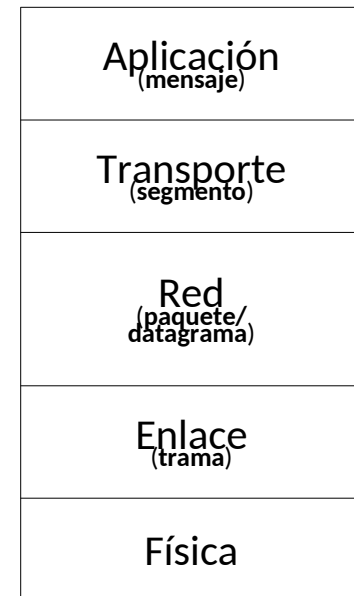 Aplicación
(mensaje)
Transporte
(segmento)
Red
(paquete/
datagrama)
Enlace
(trama)
Física